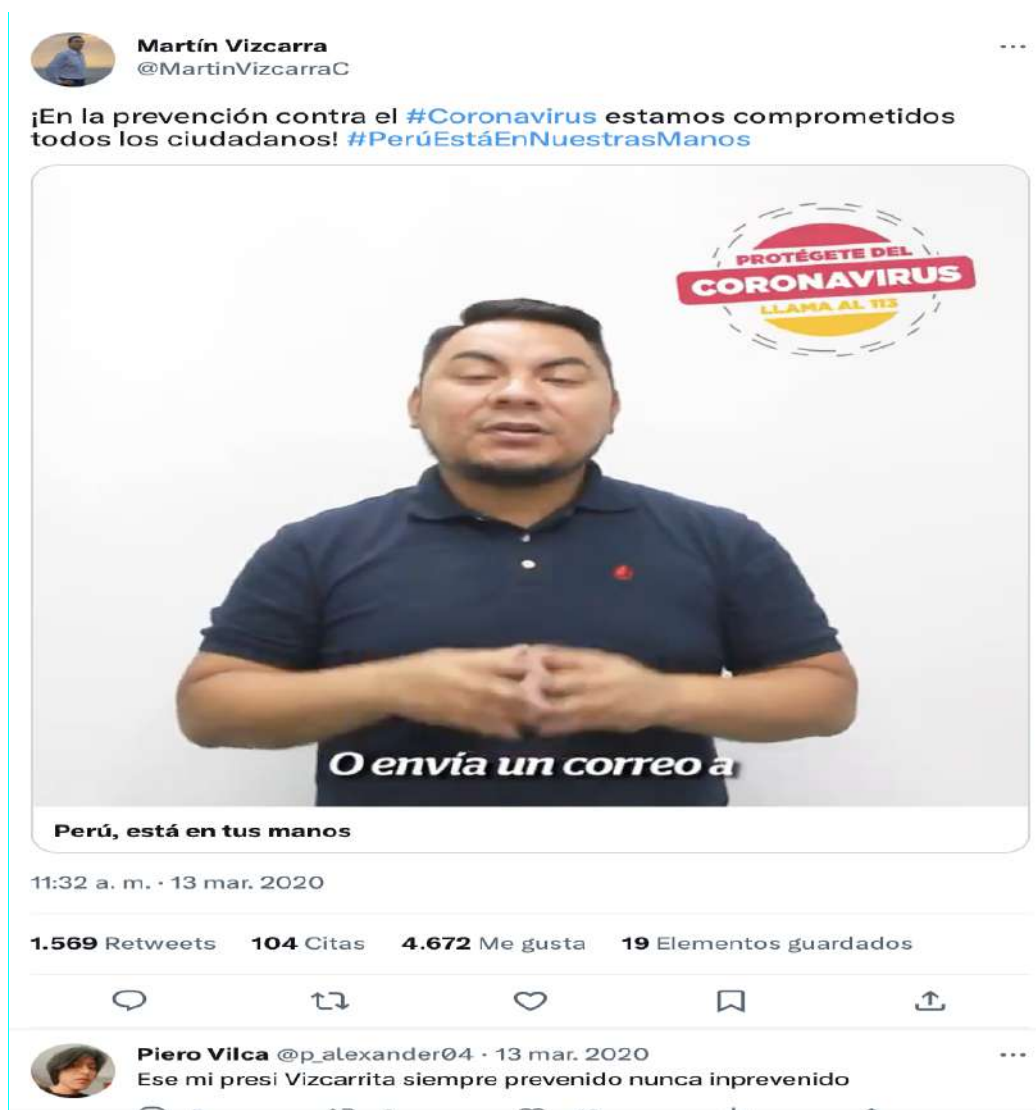 Martín Vizcarra
@MartinVizcarraC
¡En la prevención contra el #Coronavirus estamos comprometidos
todos los ciudadanos! #PerúEstáEnNuestrasManos
PROTÉGETE DEL
CORONAVIRUS
LLAMA AL 113
O envía un correo a
Perú, está en tus manos
11:32 a. m. · 13 mar. 2020
1.569 Retweets 104 Citas 4.672 Me gusta 19 Elementos guardados
Piero Vilca @p_alexander04 · 13 mar. 2020
Ese mi presi Vizcarrita siempre prevenido nunca inprevenido